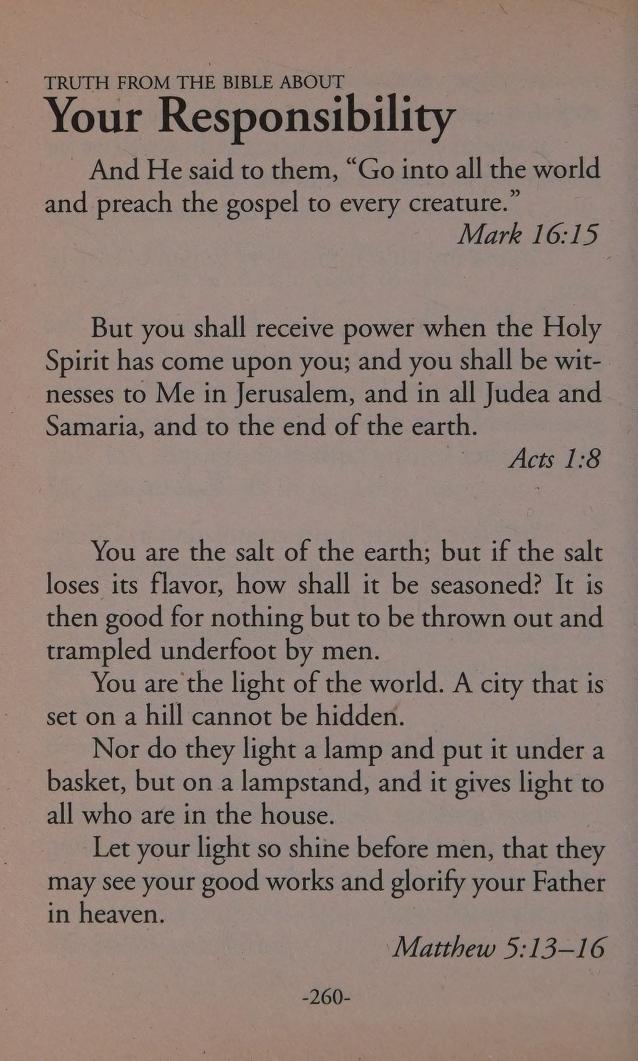 TRUTH FROM THE BIBLE ABOUT
Your Responsibility
And He said to them, “Go into all the world
and preach the gospel to every creature.”
Mark 16:15
But you shall receive power when the Holy
Spirit has come upon you; and you shall be wit-
nesses to Me in Jerusalem, and in all Judea and
Samaria, and to the end of the earth.
Acts 1:8
You are the salt of the earth; but if the salt
loses its flavor, how shall it be seasoned? It is
then good for nothing but to be thrown out and
trampled underfoot by men.
You are the light of the world. A city that is
set on a hill cannot be hidden.
Nor do they light a lamp and put it under a
basket, but on a lampstand, and it gives light to
all who are in the house.
Let your light so shine before men, that they
may see your good works and glorify your Father
in heaven.
Matthew 5:13–16
-260-